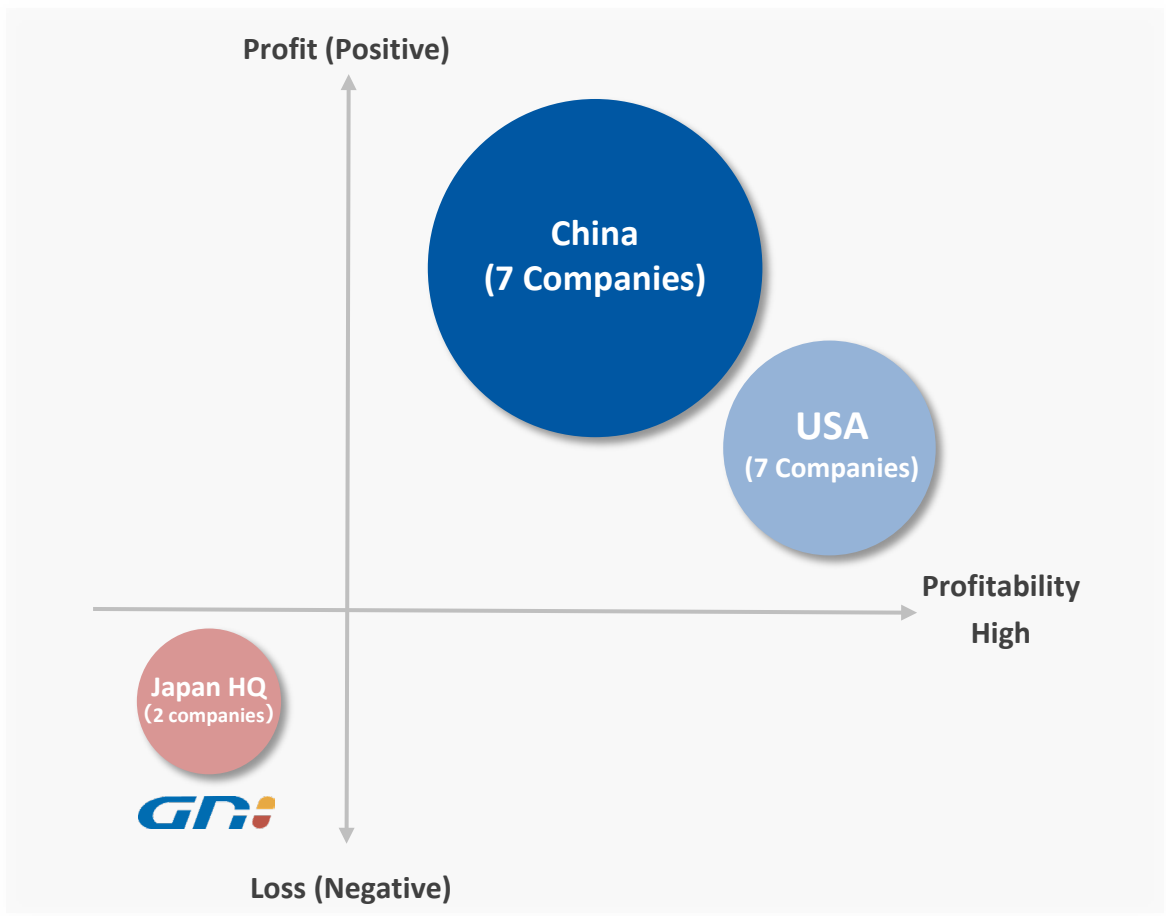 Profit (Positive)
China
(7 Companies)
USA
(7 Companies)
Profitability
High
Japan HQ
(2 companies)
GNI
Loss (Negative)